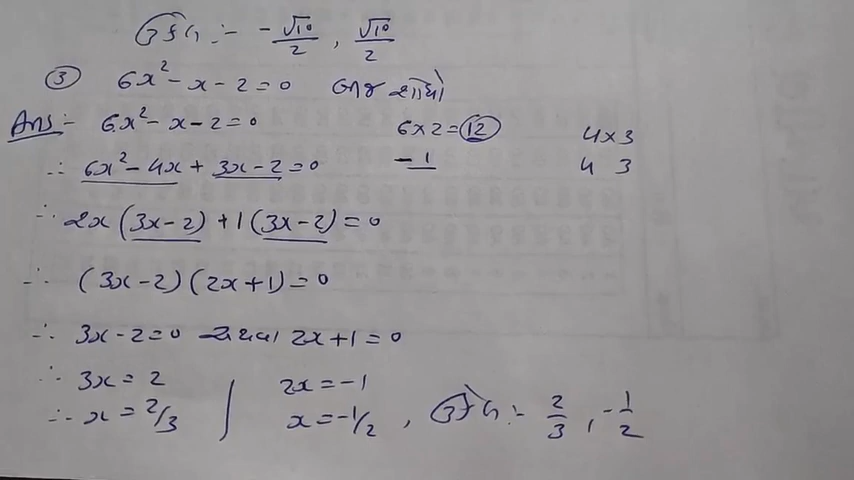 ઉકેલ :- -√10/2 , √10/2
③ 6x² - x - 2 = 0
Ans :- 6x² - x - 2 = 0 6 x 2 = 12 4 x 3
∴ 6x² - 4x + 3x - 2 = 0 - 1 4 3
∴ 2x (3x - 2) + 1 (3x - 2) = 0
∴ (3x - 2) (2x + 1) = 0
∴ 3x - 2 = 0 અથવા 2x + 1 = 0
∴ 3x = 2 2x = -1
∴ x = 2/3 x = -1/2 , ઉકેલ :- 2/3 , -1/2